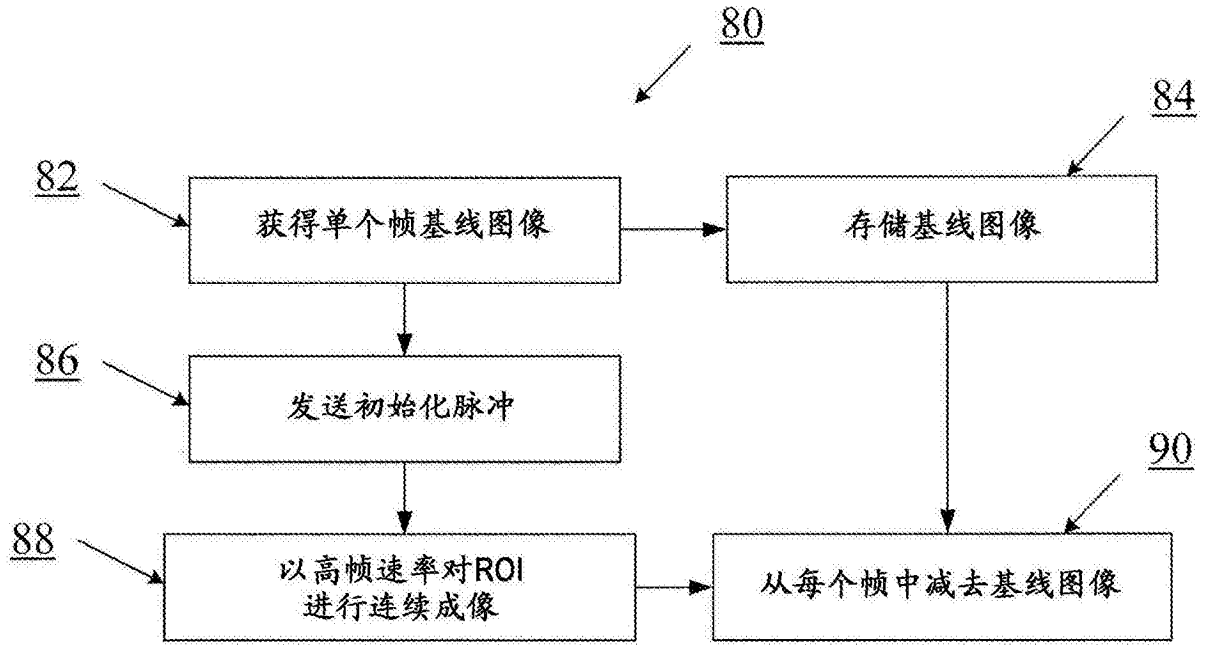 80
84
82
获得单个帧基线图像
存储基线图像
86
发送初始化脉冲
90
88
以高帧速率对ROI
进行连续成像
从每个帧中减去基线图像